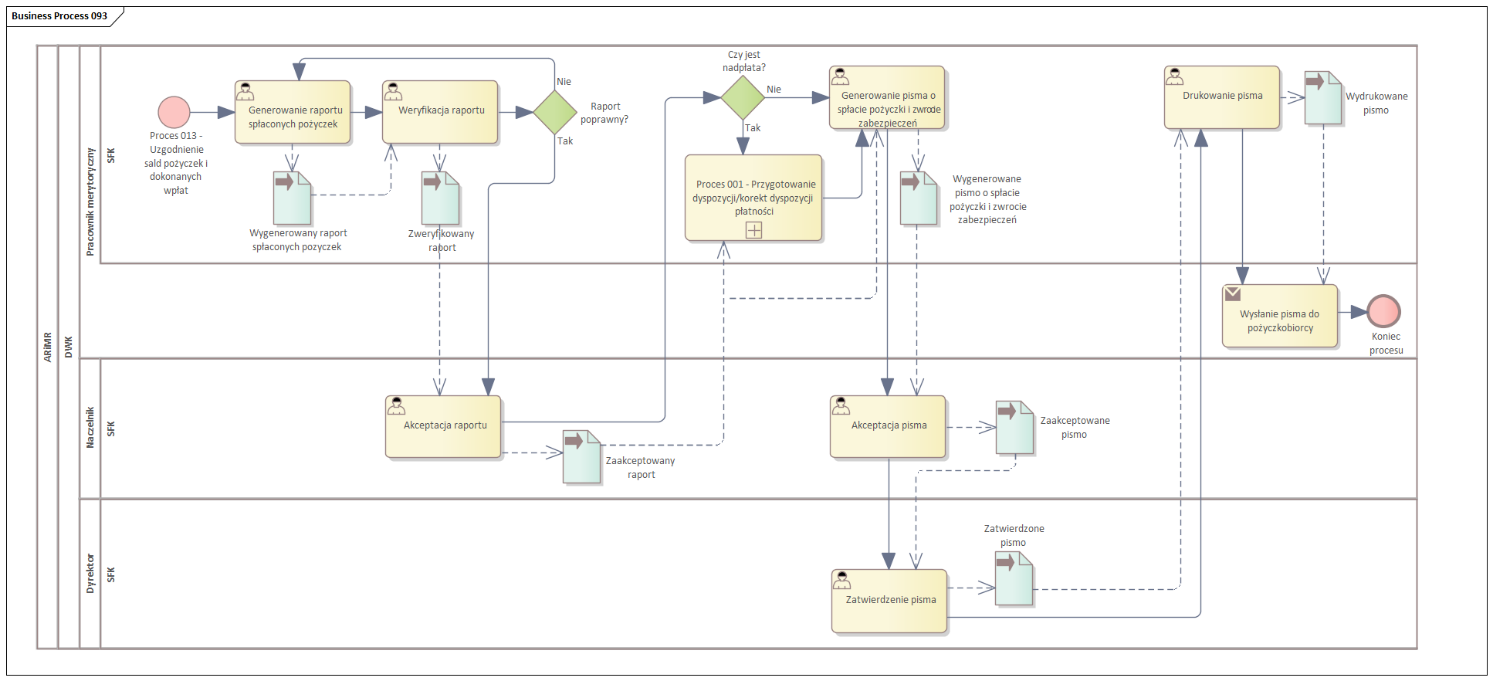 Business Process 093
ARiMR
DWK
Pracownik merytoryczny
SFK
Proces 013 -
Uzgodnienie
sald pożyczek i
dokonanych
wpłat
Generowanie raportu
spłaconych pożyczek
Wygenerowany raport
spłaconych pozyczek
Weryfikacja raportu
Zweryfikowany
raport
Nie
Raport
poprawny?
Tak
Czy jest
nadpłata?
Nie
Tak
Proces 001 - Przygotowanie
dyspozycji/korekt dyspozycji
płatności
Generowanie pisma o
spłacie pożyczki i zwrocie
zabezpieczeń
Wygenerowane
pismo o spłacie
pożyczki i zwrocie
zabezpieczeń
Drukowanie pisma
Wydrukowane
pismo
Wysłanie pisma do
pożyczkobiorcy
Koniec
procesu
Naczelnik
SFK
Akceptacja raportu
Zaakceptowany
raport
Akceptacja pisma
Zaakceptowane
pismo
Dyrektor
SFK
Zatwierdzenie pisma
Zatwierdzone
pismo